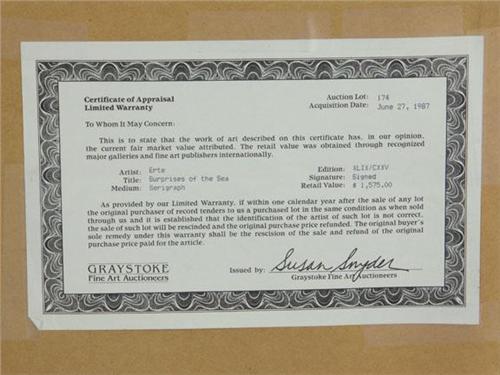 Certificate of Appraisal
Limited Warranty
Auction Lot: 174
Acquisition Date: June 27, 1987
To Whom It May Concern:
This is to state that the work of art described on this certificate has, in our opinion,
the current fair market value attributed. The retail value was obtained through recognized
major galleries and fine art publishers internationally.
Artist: Erte
Title: Surprises of the Sea
Medium: Serigraph
Edition: XLIX/CXXV
Signature: Signed
Retail Value: $ 1,575.00
As provided by our Limited Warranty, if within one calendar year after the sale of any lot
the original purchaser of record tenders to us a purchased lot in the same condition as when sold
through us and it is established that the identification of the artist of such lot is not correct,
the sale of such lot will be rescinded and the original purchase price refunded. The original buyer's
sole remedy under this warranty shall be the rescision of the sale and refund of the original
purchase price paid for the article.
GRAYSTOKE
Fine Art Auctioneers
Issued by: Susan Snyder
Graystoke Fine Art Auctioneers